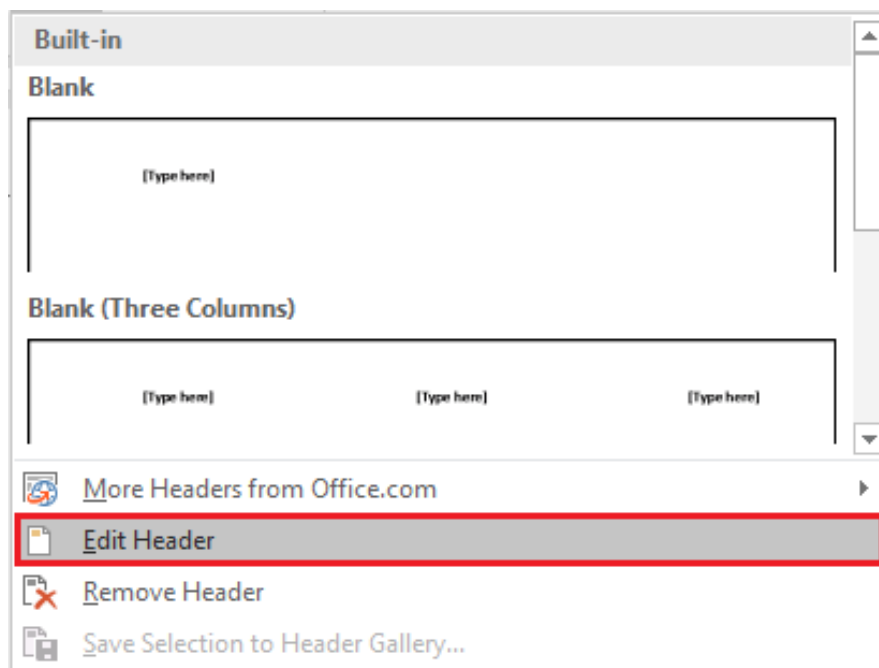 Built-in
Blank
[Type here]
Blank (Three Columns)
[Type here] [Type here] [Type here]
More Headers from Office.com
Edit Header
Remove Header
Save Selection to Header Gallery...